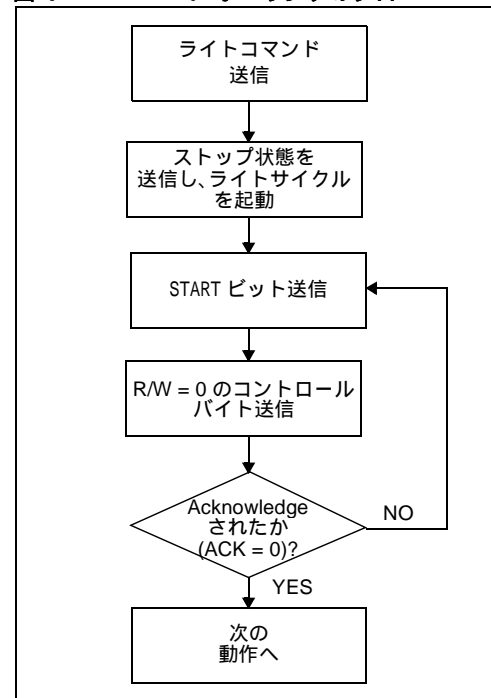 ライトコマンド
送信
ストップ状態を
送信し、ライトサイクル
を起動
START ビット送信
R/W = 0 のコントロール
バイト送信
Acknowledge
されたか
(ACK = 0)?
NO
YES
次の
動作へ